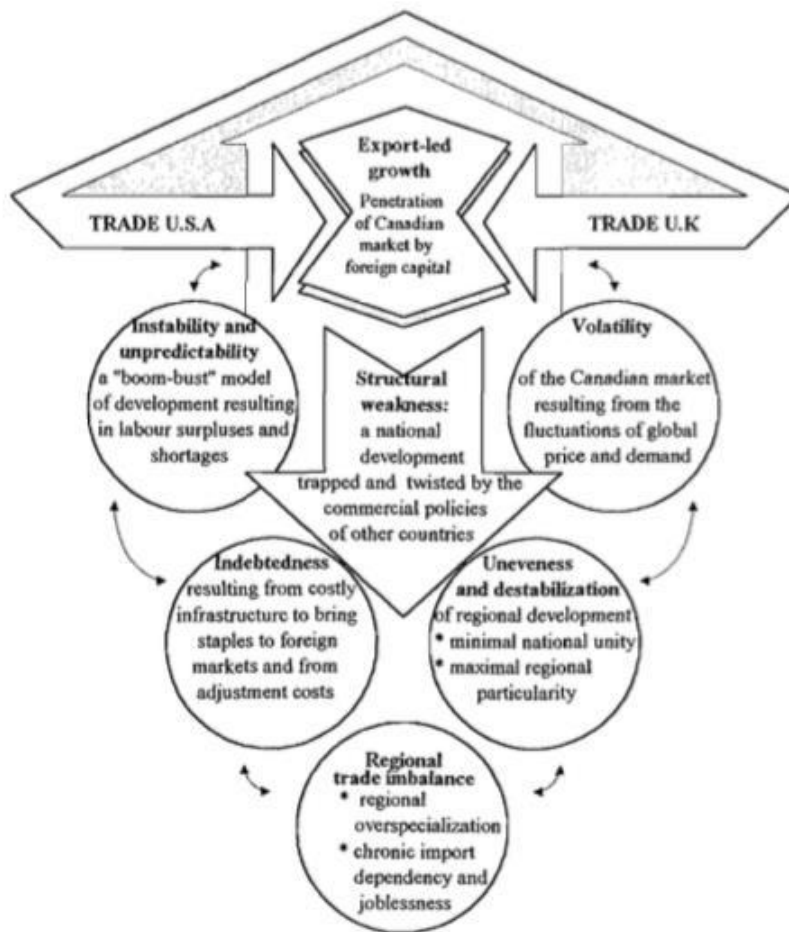 Export-led
growth
Penetration
of Canadian
market by
foreign capital
TRADE U.S.A
TRADE U.K
Instability and
unpredictability
a "boom-bust" model
of development resulting
in labour surpluses and
shortages
Structural
weakness:
a national
development
trapped and twisted by the
commercial policies
of other countries
Volatility
of the Canadian market
resulting from the
fluctuations of global
price and demand
Indebtedness
resulting from costly
infrastructure to bring
staples to foreign
markets and from
adjustment costs
Uneveness
and destabilization
of regional development
* minimal national unity
* maximal regional
particularity
Regional
trade imbalance
* regional
overspecialization
* chronic import
dependency and
joblessness